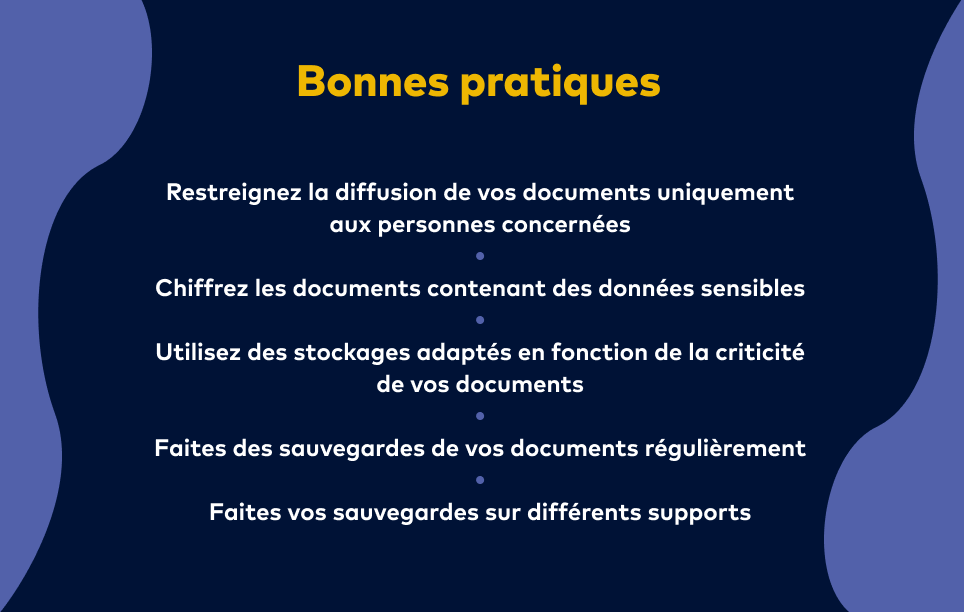 Bonnes pratiques
Restreignez la diffusion de vos documents uniquement
aux personnes concernées
Chiffrez les documents contenant des données sensibles
Utilisez des stockages adaptés en fonction de la criticité
de vos documents
Faites des sauvegardes de vos documents régulièrement
Faites vos sauvegardes sur différents supports